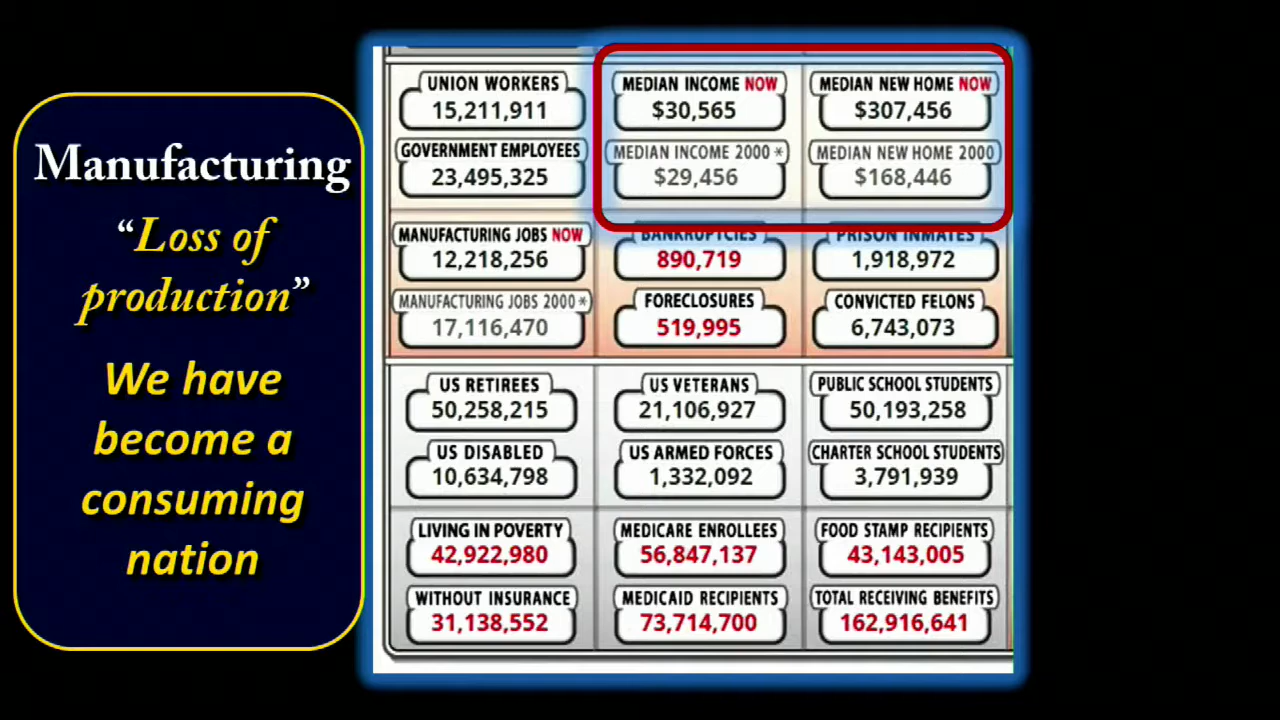 Manufacturing
“Loss of
production”
We have
become a
consuming
nation
UNION WORKERS
15,211,911
GOVERNMENT EMPLOYEES
23,495,325
MEDIAN INCOME NOW
$30,565
MEDIAN INCOME 2000 *
$29,456
MEDIAN NEW HOME NOW
$307,456
MEDIAN NEW HOME 2000
$168,446
MANUFACTURING JOBS NOW
12,218,256
MANUFACTURING JOBS 2000 *
17,116,470
BANKRUPTCIES
890,719
FORECLOSURES
519,995
PRISON INMATES
1,918,972
CONVICTED FELONS
6,743,073
US RETIREES
50,258,215
US DISABLED
10,634,798
US VETERANS
21,106,927
US ARMED FORCES
1,332,092
PUBLIC SCHOOL STUDENTS
50,193,258
CHARTER SCHOOL STUDENTS
3,791,939
LIVING IN POVERTY
42,922,980
WITHOUT INSURANCE
31,138,552
MEDICARE ENROLLEES
56,847,137
MEDICAID RECIPIENTS
73,714,700
FOOD STAMP RECIPIENTS
43,143,005
TOTAL RECEIVING BENEFITS
162,916,641